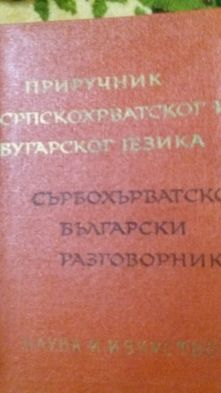 ПРИРУЧНИК
СРПСКОХРВАТСКОГ И
БУГАРСКОГ ЈЕЗИКА
СЪРБОХЪРВАТСКО
БЪЛГАРСКИ
РАЗГОВОРНИК
НАУКА И ИЗКУСТВО